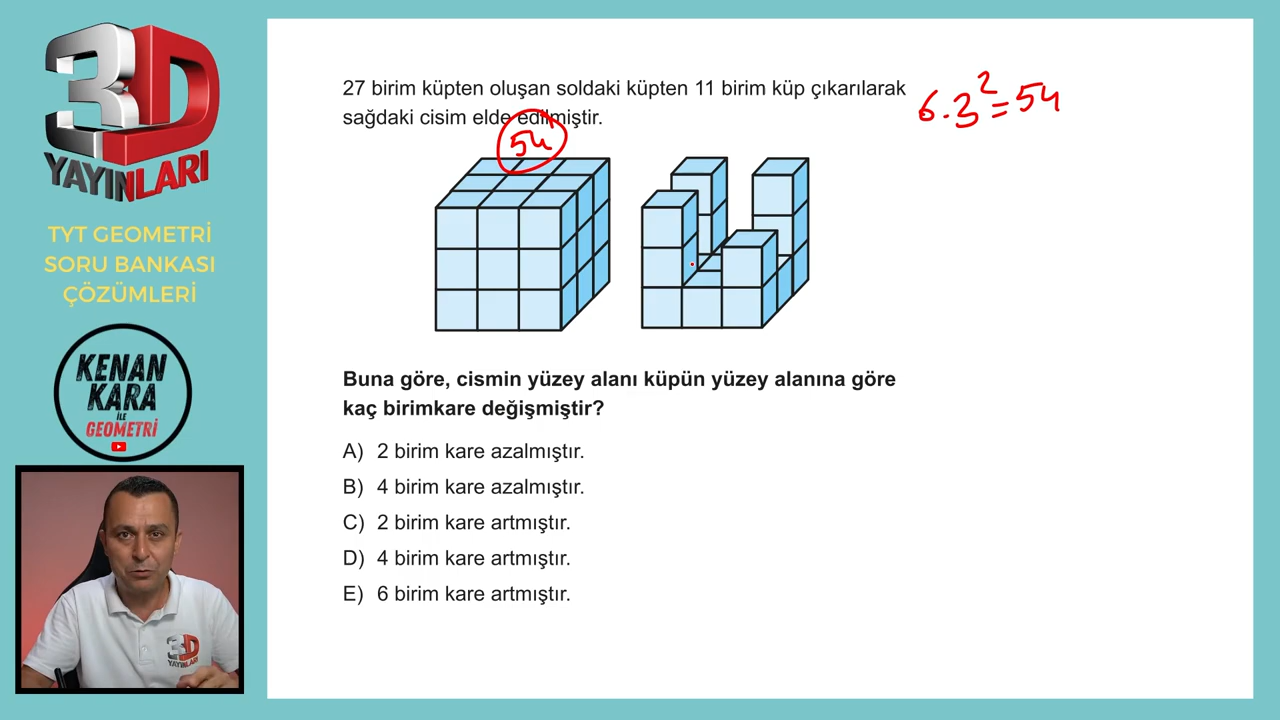 3D
YAYINLARI
TYT GEOMETRİ
SORU BANKASI
ÇÖZÜMLERİ
KENAN
KARA
İLE
GEOMETRİ
3D
YAYINLARI
27 birim küpten oluşan soldaki küpten 11 birim küp çıkarılarak
sağdaki cisim elde edilmiştir.
6.3²=54
54
Buna göre, cismin yüzey alanı küpün yüzey alanına göre
kaç birimkare değişmiştir?
A) 2 birim kare azalmıştır.
B) 4 birim kare azalmıştır.
C) 2 birim kare artmıştır.
D) 4 birim kare artmıştır.
E) 6 birim kare artmıştır.